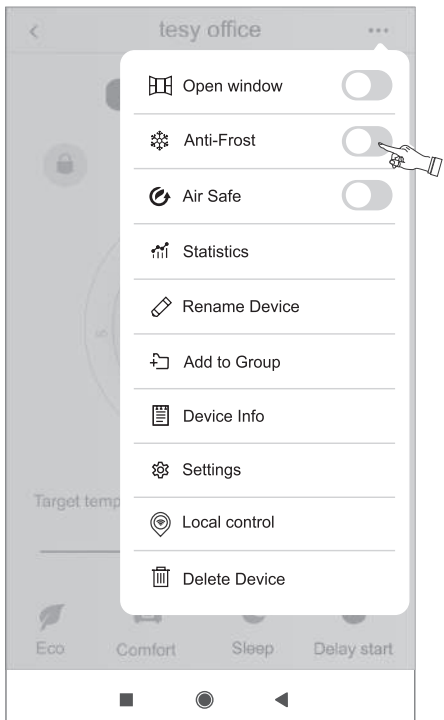 tesy office
Open window
Anti-Frost
Air Safe
Statistics
Rename Device
Add to Group
Device Info
Settings
Local control
Delete Device
Target temp
Eco Comfort Sleep Delay start